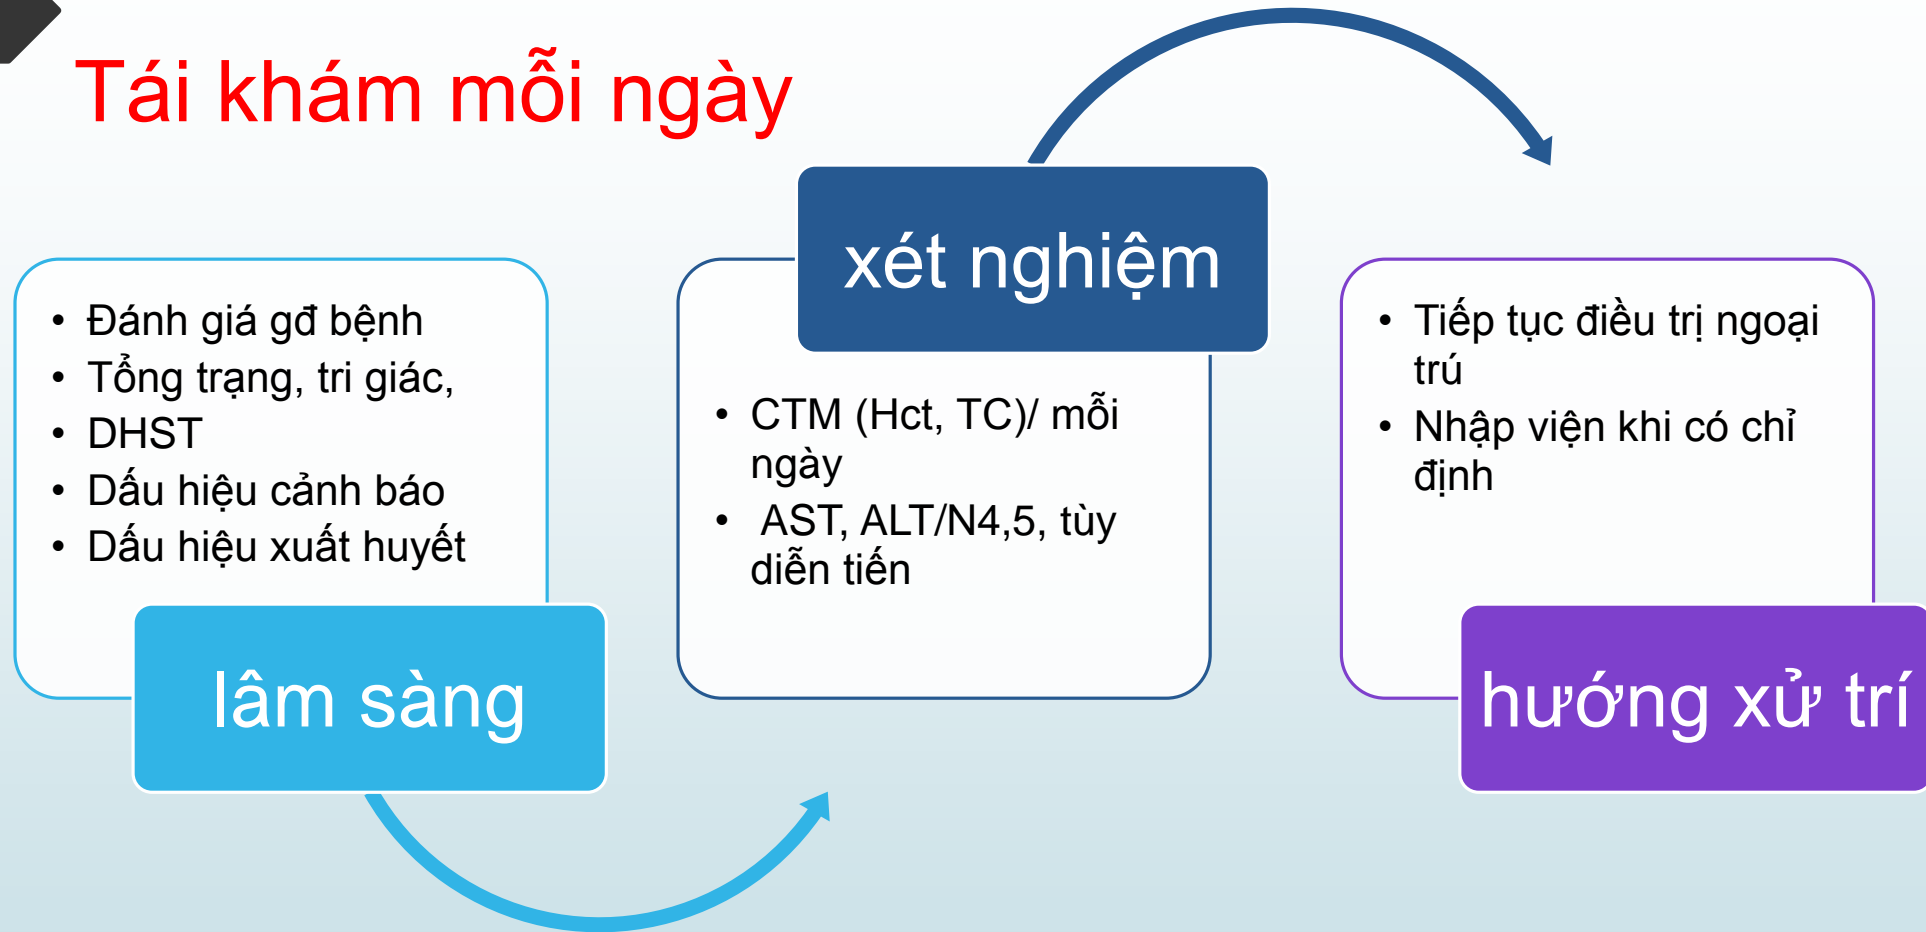 Tái khám mỗi ngày
• Đánh giá gđ bệnh
• Tổng trạng, tri giác,
• DHST
• Dấu hiệu cảnh báo
• Dấu hiệu xuất huyết
lâm sàng
xét nghiệm
• CTM (Hct, TC)/ mỗi
ngày
• AST, ALT/N4,5, tùy
diễn tiến
• Tiếp tục điều trị ngoại
trú
• Nhập viện khi có chỉ
định
hướng xử trí